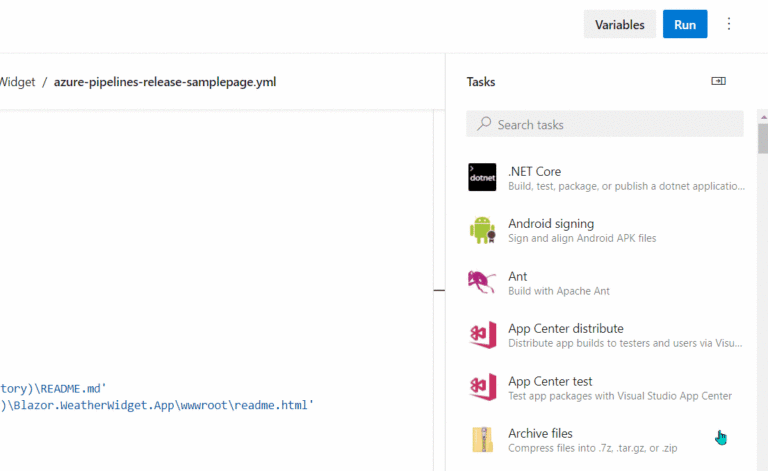 Variables Run
Widget / azure-pipelines-release-samplepage.yml
Tasks
Search tasks
dotnet
.NET Core
Build, test, package, or publish a dotnet applicatio...
Android signing
Sign and align Android APK files
Ant
Build with Apache Ant
App Center distribute
Distribute app builds to testers and users via Visu...
App Center test
Test app packages with Visual Studio App Center
tory)\README.md'
)\Blazor.WeatherWidget.App\wwwroot\readme.html'
Archive files
Compress files into .7z, .tar.gz, or .zip